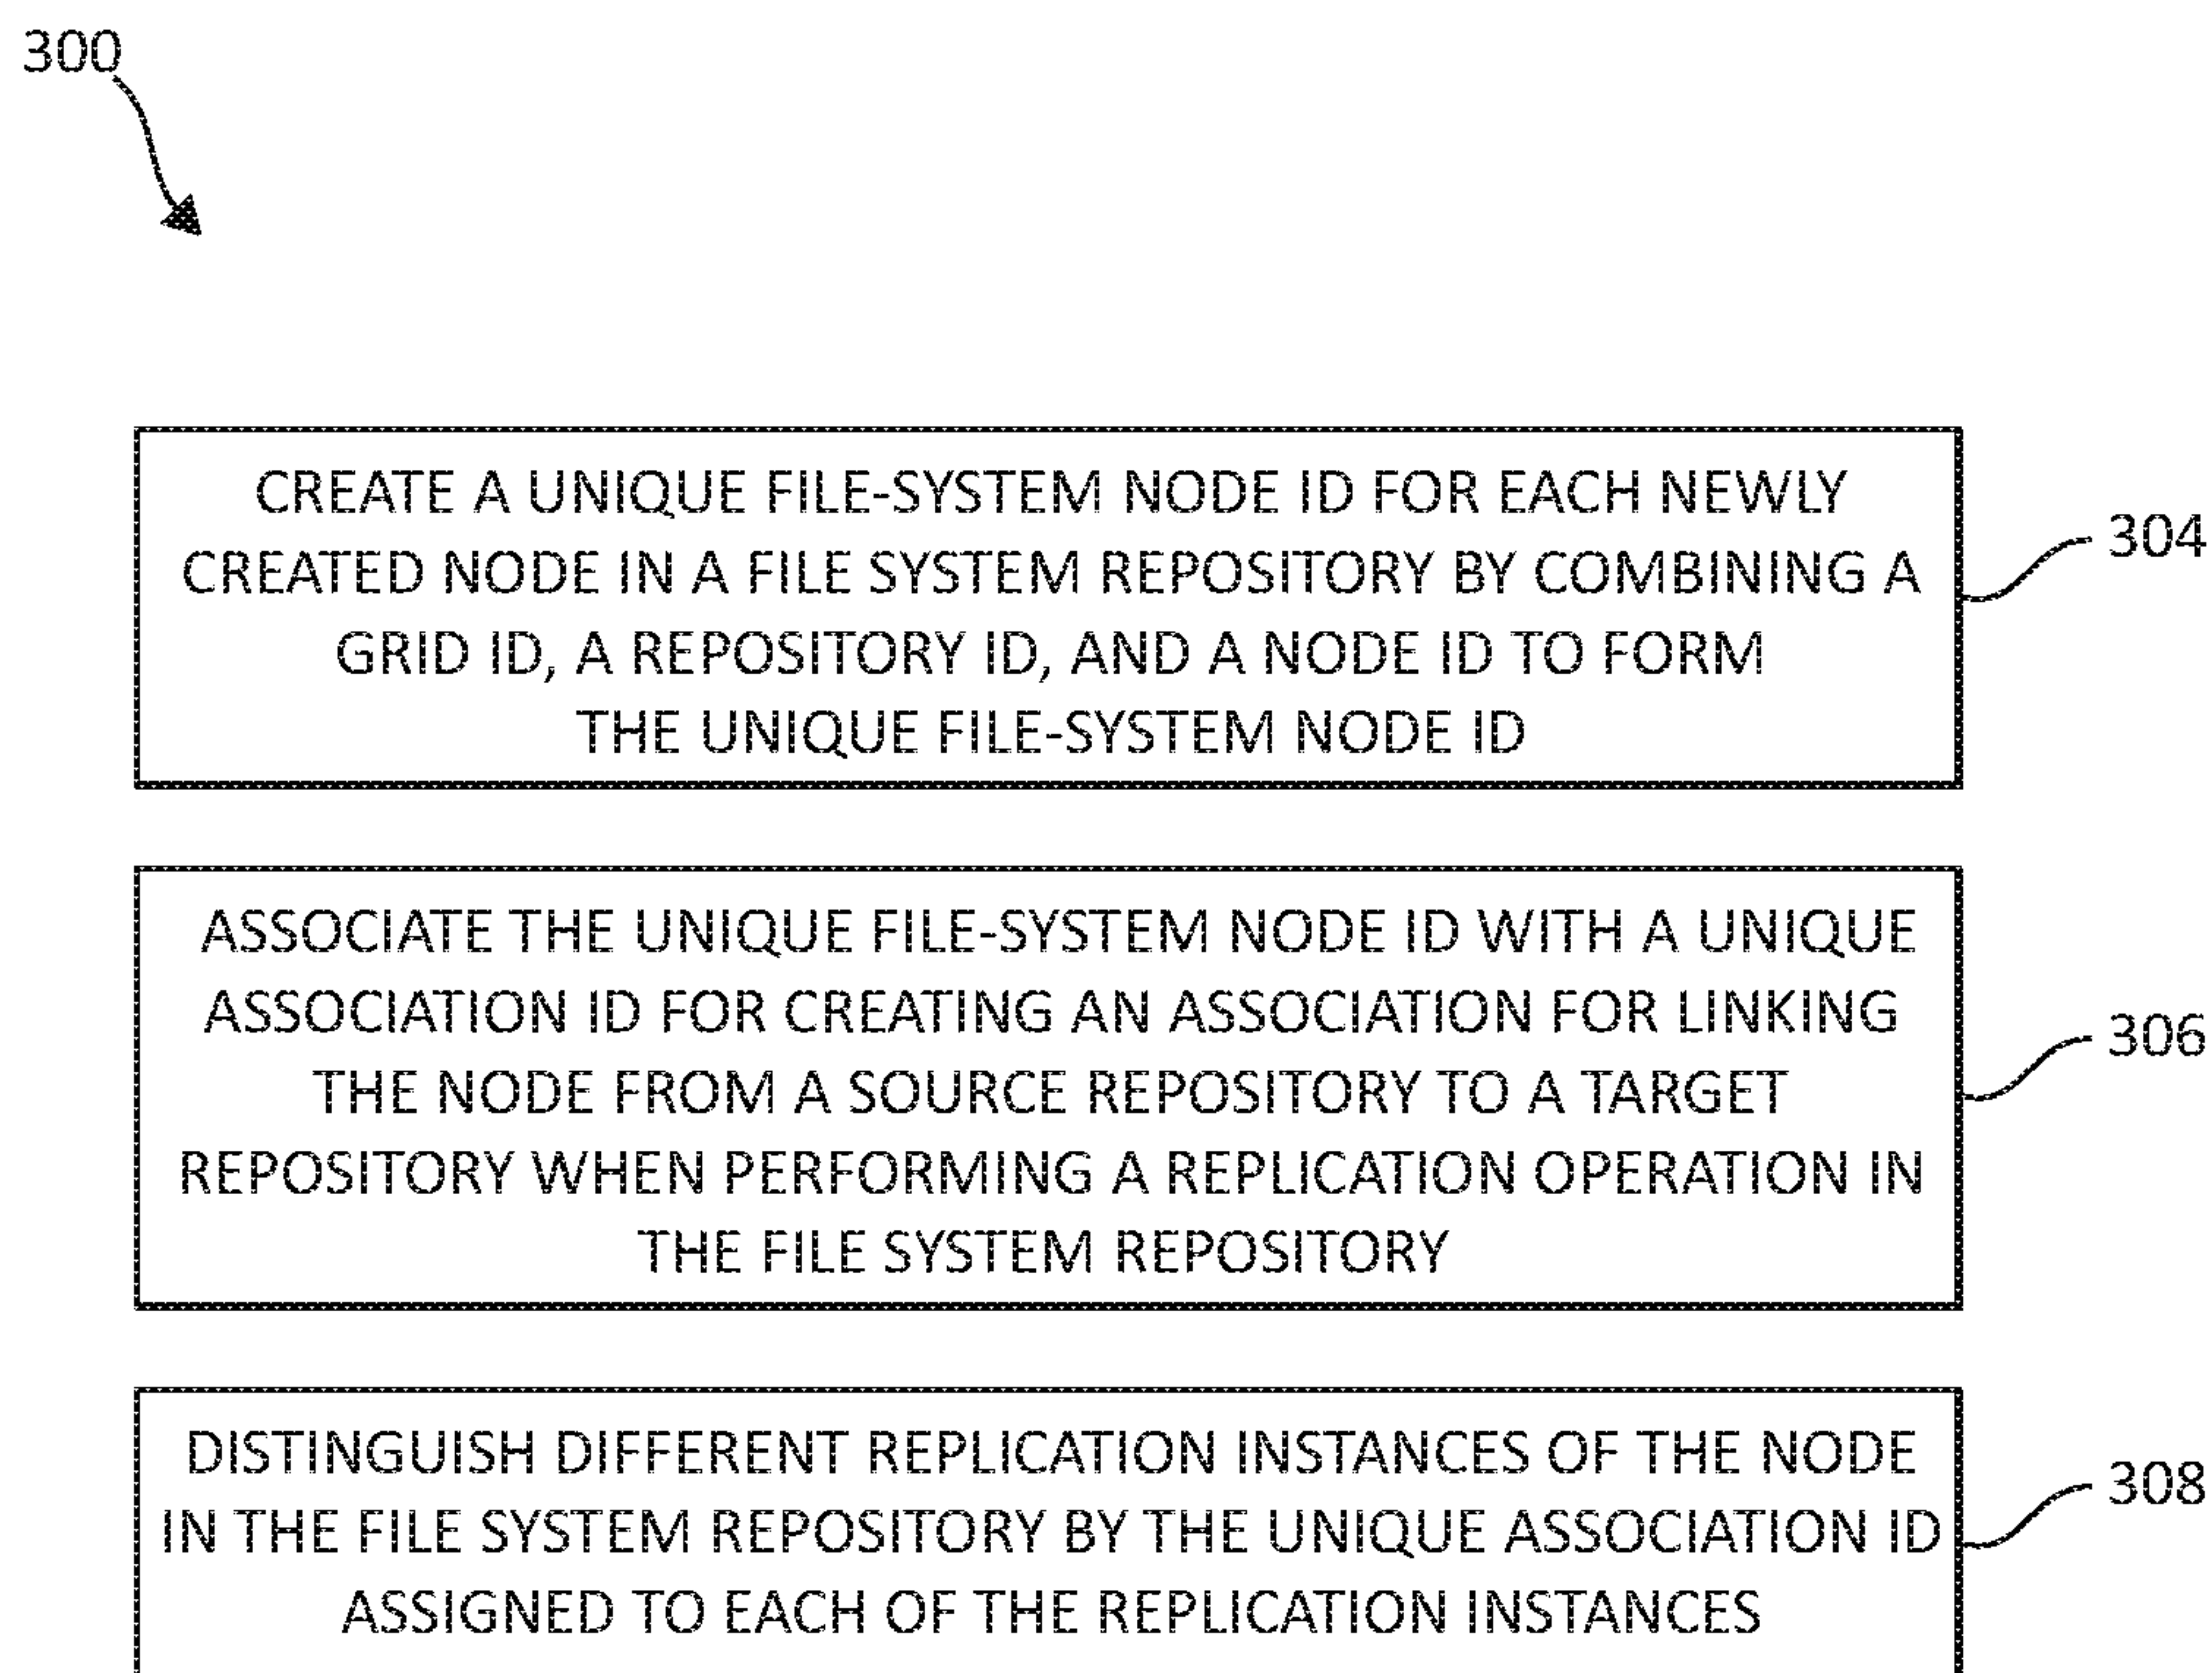 300
CREATE A UNIQUE FILE-SYSTEM NODE ID FOR EACH NEWLY
CREATED NODE IN A FILE SYSTEM REPOSITORY BY COMBINING A
GRID ID, A REPOSITORY ID, AND A NODE ID TO FORM
THE UNIQUE FILE-SYSTEM NODE ID
304
ASSOCIATE THE UNIQUE FILE-SYSTEM NODE ID WITH A UNIQUE
ASSOCIATION ID FOR CREATING AN ASSOCIATION FOR LINKING
THE NODE FROM A SOURCE REPOSITORY TO A TARGET
REPOSITORY WHEN PERFORMING A REPLICATION OPERATION IN
THE FILE SYSTEM REPOSITORY
306
DISTINGUISH DIFFERENT REPLICATION INSTANCES OF THE NODE
IN THE FILE SYSTEM REPOSITORY BY THE UNIQUE ASSOCIATION ID
ASSIGNED TO EACH OF THE REPLICATION INSTANCES
308